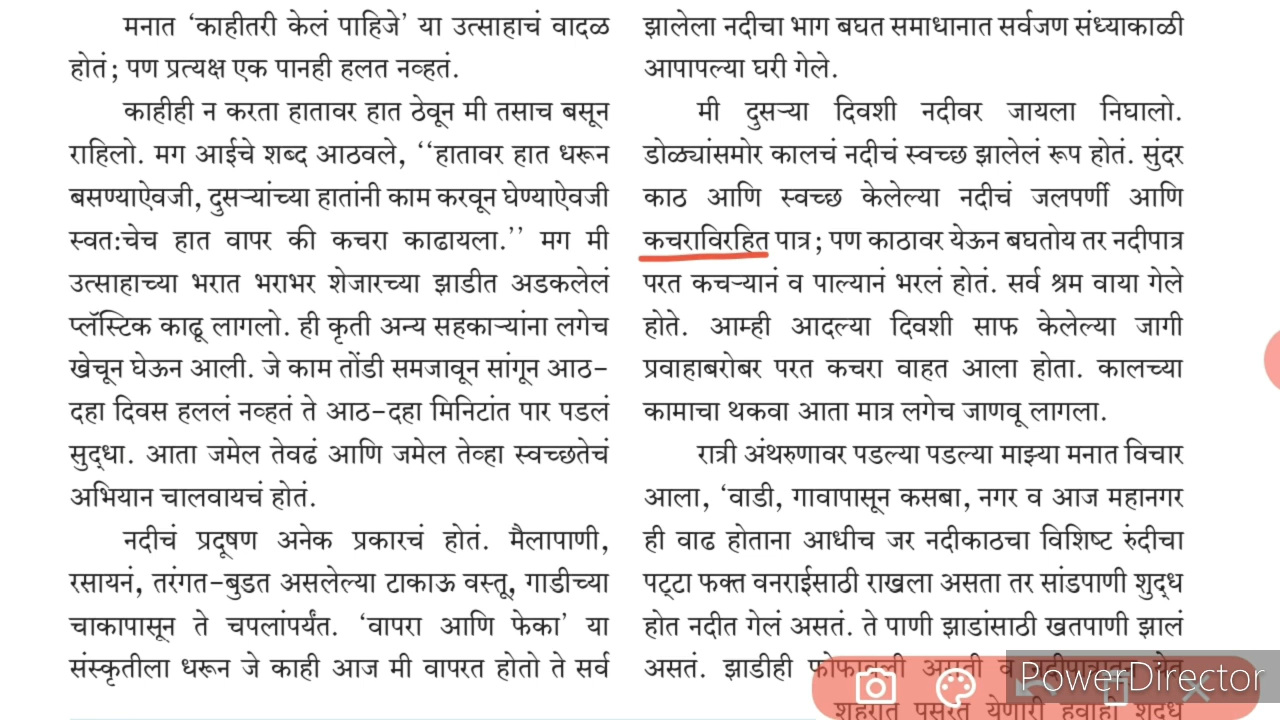 मनात ‘काहीतरी केलं पाहिजे’ या उत्साहाचं वादळ
होतं; पण प्रत्यक्ष एक पानही हलत नव्हतं.
काहीही न करता हातावर हात ठेवून मी तसाच बसून
राहिलो. मग आईचे शब्द आठवले, ‘‘हातावर हात धरून
बसण्याऐवजी, दुसऱ्यांच्या हातांनी काम करवून घेण्याऐवजी
स्वत:चेच हात वापर की कचरा काढायला.’’ मग मी
उत्साहाच्या भरात भराभर शेजारच्या झाडीत अडकलेलं
प्लॅस्टिक काढू लागलो. ही कृती अन्य सहकाऱ्यांना लगेच
खेचून घेऊन आली. जे काम तोंडी समजावून सांगून आठ-
दहा दिवस हललं नव्हतं ते आठ-दहा मिनिटांत पार पडलं
सुद्धा. आता जमेल तेवढं आणि जमेल तेव्हा स्वच्छतेचं
अभियान चालवायचं होतं.
नदीचं प्रदूषण अनेक प्रकारचं होतं. मैलापाणी,
रसायनं, तरंगत-बुडत असलेल्या टाकाऊ वस्तू, गाडीच्या
चाकापासून ते चपलांपर्यंत. ‘वापरा आणि फेका’ या
संस्कृतीला धरून जे काही आज मी वापरत होतो ते सर्व
झालेला नदीचा भाग बघत समाधानात सर्वजण संध्याकाळी
आपापल्या घरी गेले.
मी दुसऱ्या दिवशी नदीवर जायला निघालो.
डोळ्यांसमोर कालचं नदीचं स्वच्छ झालेलं रूप होतं. सुंदर
काठ आणि स्वच्छ केलेल्या नदीचं जलपर्णी आणि
कचराविरहित पात्र; पण काठावर येऊन बघतोय तर नदीपात्र
परत कचऱ्यानं व पाल्यानं भरलं होतं. सर्व श्रम वाया गेले
होते. आम्ही आदल्या दिवशी साफ केलेल्या जागी
प्रवाहाबरोबर परत कचरा वाहत आला होता. कालच्या
कामाचा थकवा आता मात्र लगेच जाणवू लागला.
रात्री अंथरुणावर पडल्या पडल्या माझ्या मनात विचार
आला, ‘वाडी, गावापासून कसबा, नगर व आज महानगर
ही वाढ होताना आधीच जर नदीकाठचा विशिष्ट रुंदीचा
पट्टा फक्त वनराईसाठी राखला असता तर सांडपाणी शुद्ध
होत नदीत गेलं असतं. ते पाणी झाडांसाठी खतपाणी झालं
असतं. झाडीही
शहरात पसरत येणारी हवाही शुद्ध
PowerDirector